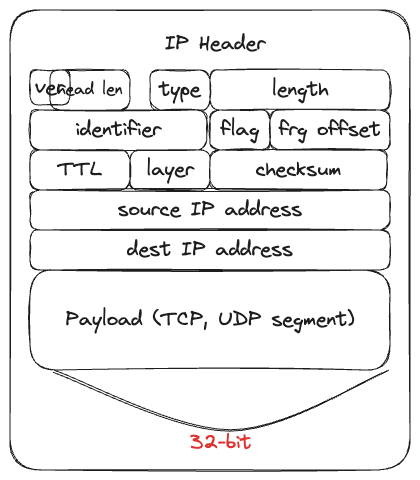 IP Header
ver head len type length
identifier flag frg offset
TTL layer checksum
source IP address
dest IP address
Payload (TCP, UDP segment)
32-bit